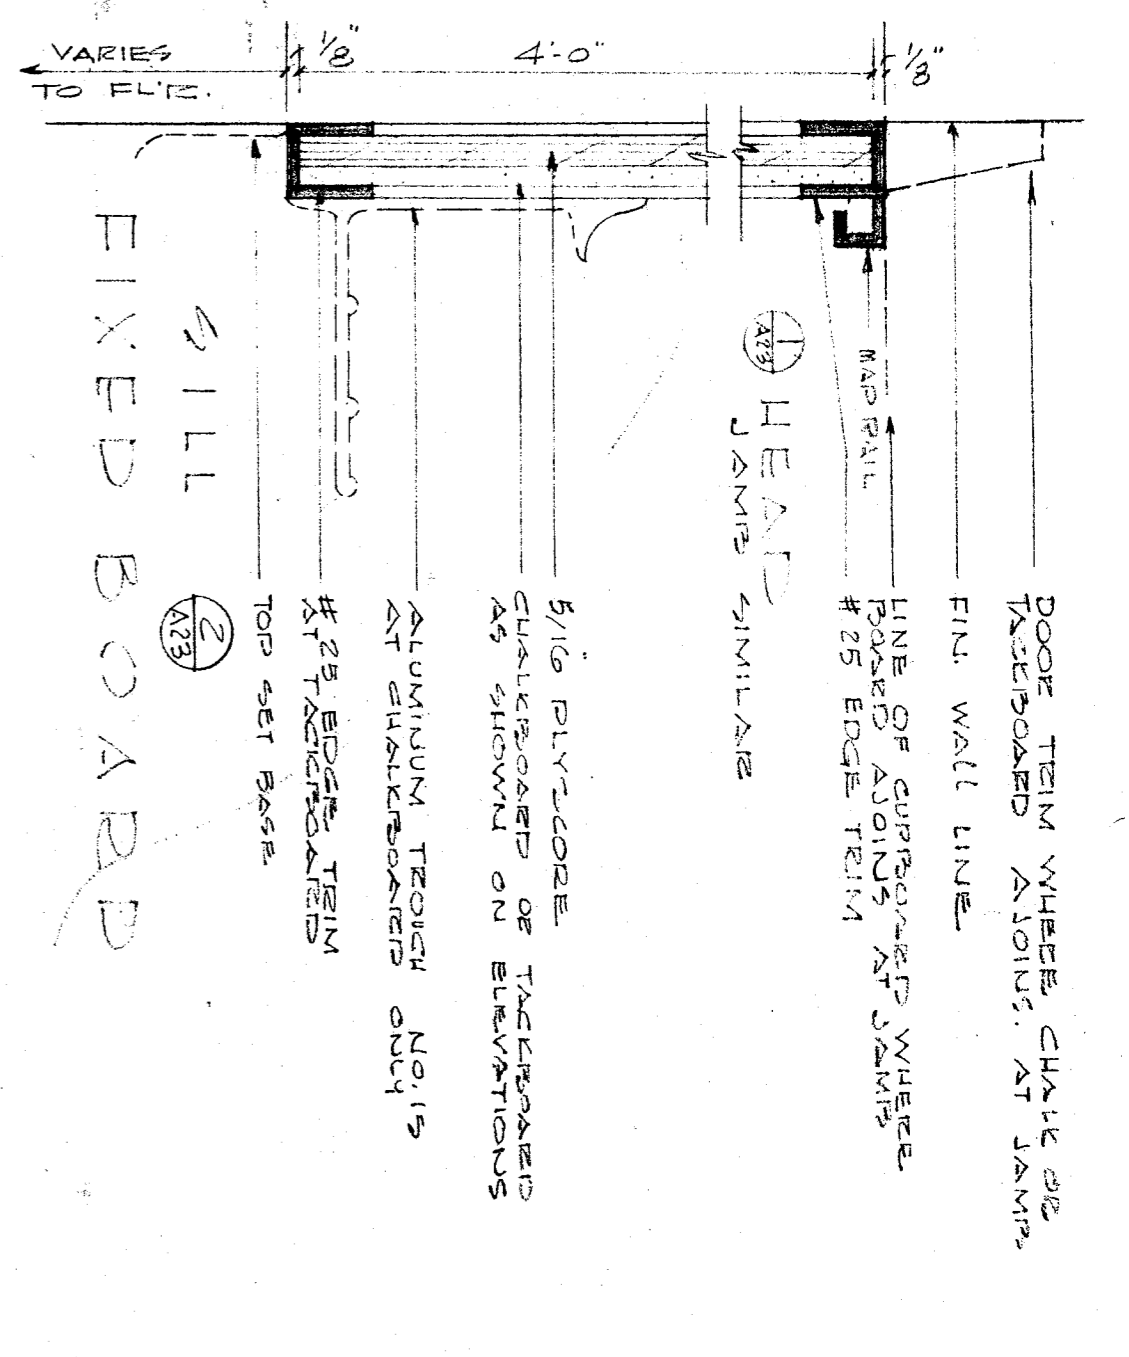 VARIES
TO FL'R.
1/8"
4'-0"
1/8"
DOOR TRIM WHERE CHALK OR
TACKBOARD AJOINS. AT JAMB
FIN. WALL LINE
LINE OF CUPBOARD WHERE
BOARD AJOINS AT JAMB
#25 EDGE TRIM
MAP RAIL
1
A23
HEAD
JAMB SIMILAR
5/16" PLYSCORE
CHALKBOARD OR TACKBOARD
AS SHOWN ON ELEVATIONS
ALUMINUM TROUGH NO. 15
AT CHALKBOARD ONLY
#25 EDGE TRIM
AT TACKBOARD
TOP SET BASE
SILL
2
A23
FIXED BOARD